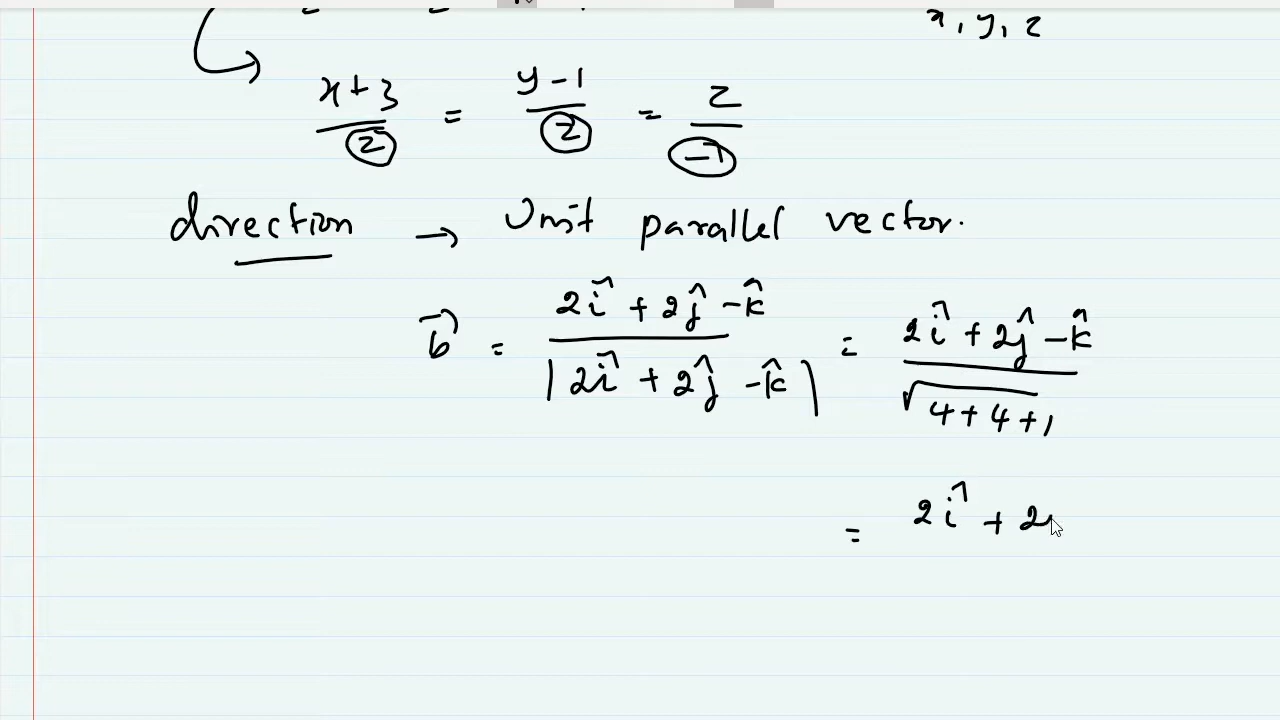 x, y, z
x+3/2 = y-1/2 = z/-1
direction → Unit parallel vector.
b⃗ = 2î + 2ĵ - k̂ / |2î + 2ĵ - k̂| = 2î + 2ĵ - k̂ / √4+4+1
= 2î + 2